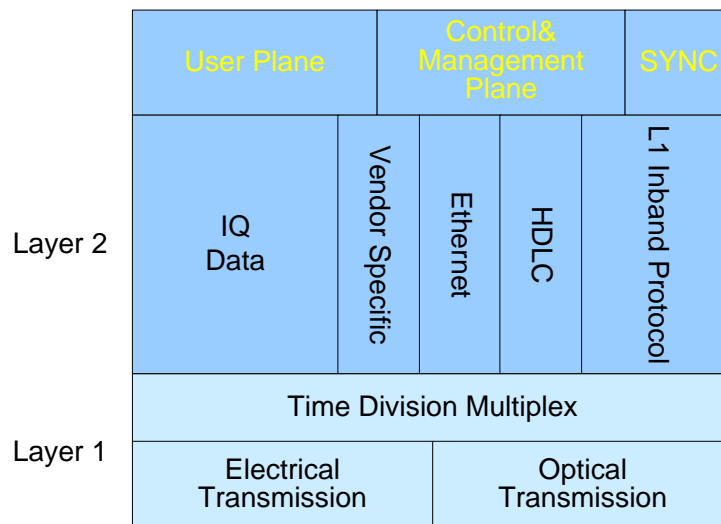 User Plane
Control&
Management
Plane
SYNC
Layer 2
IQ
Data
Vendor Specific
Ethernet
HDLC
L1 Inband Protocol
Time Division Multiplex
Layer 1
Electrical
Transmission
Optical
Transmission